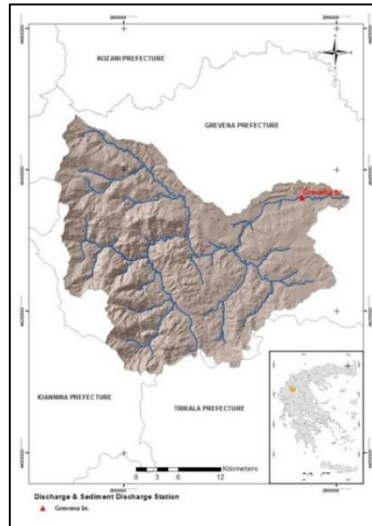 KOZANI PREFECTURE
GREVENA PREFECTURE
Grevena br.
IOANNINA PREFECTURE
TRIKALA PREFECTURE
Kilometers
0 3 6 12
Discharge & Sediment Discharge Station
Grevena br.